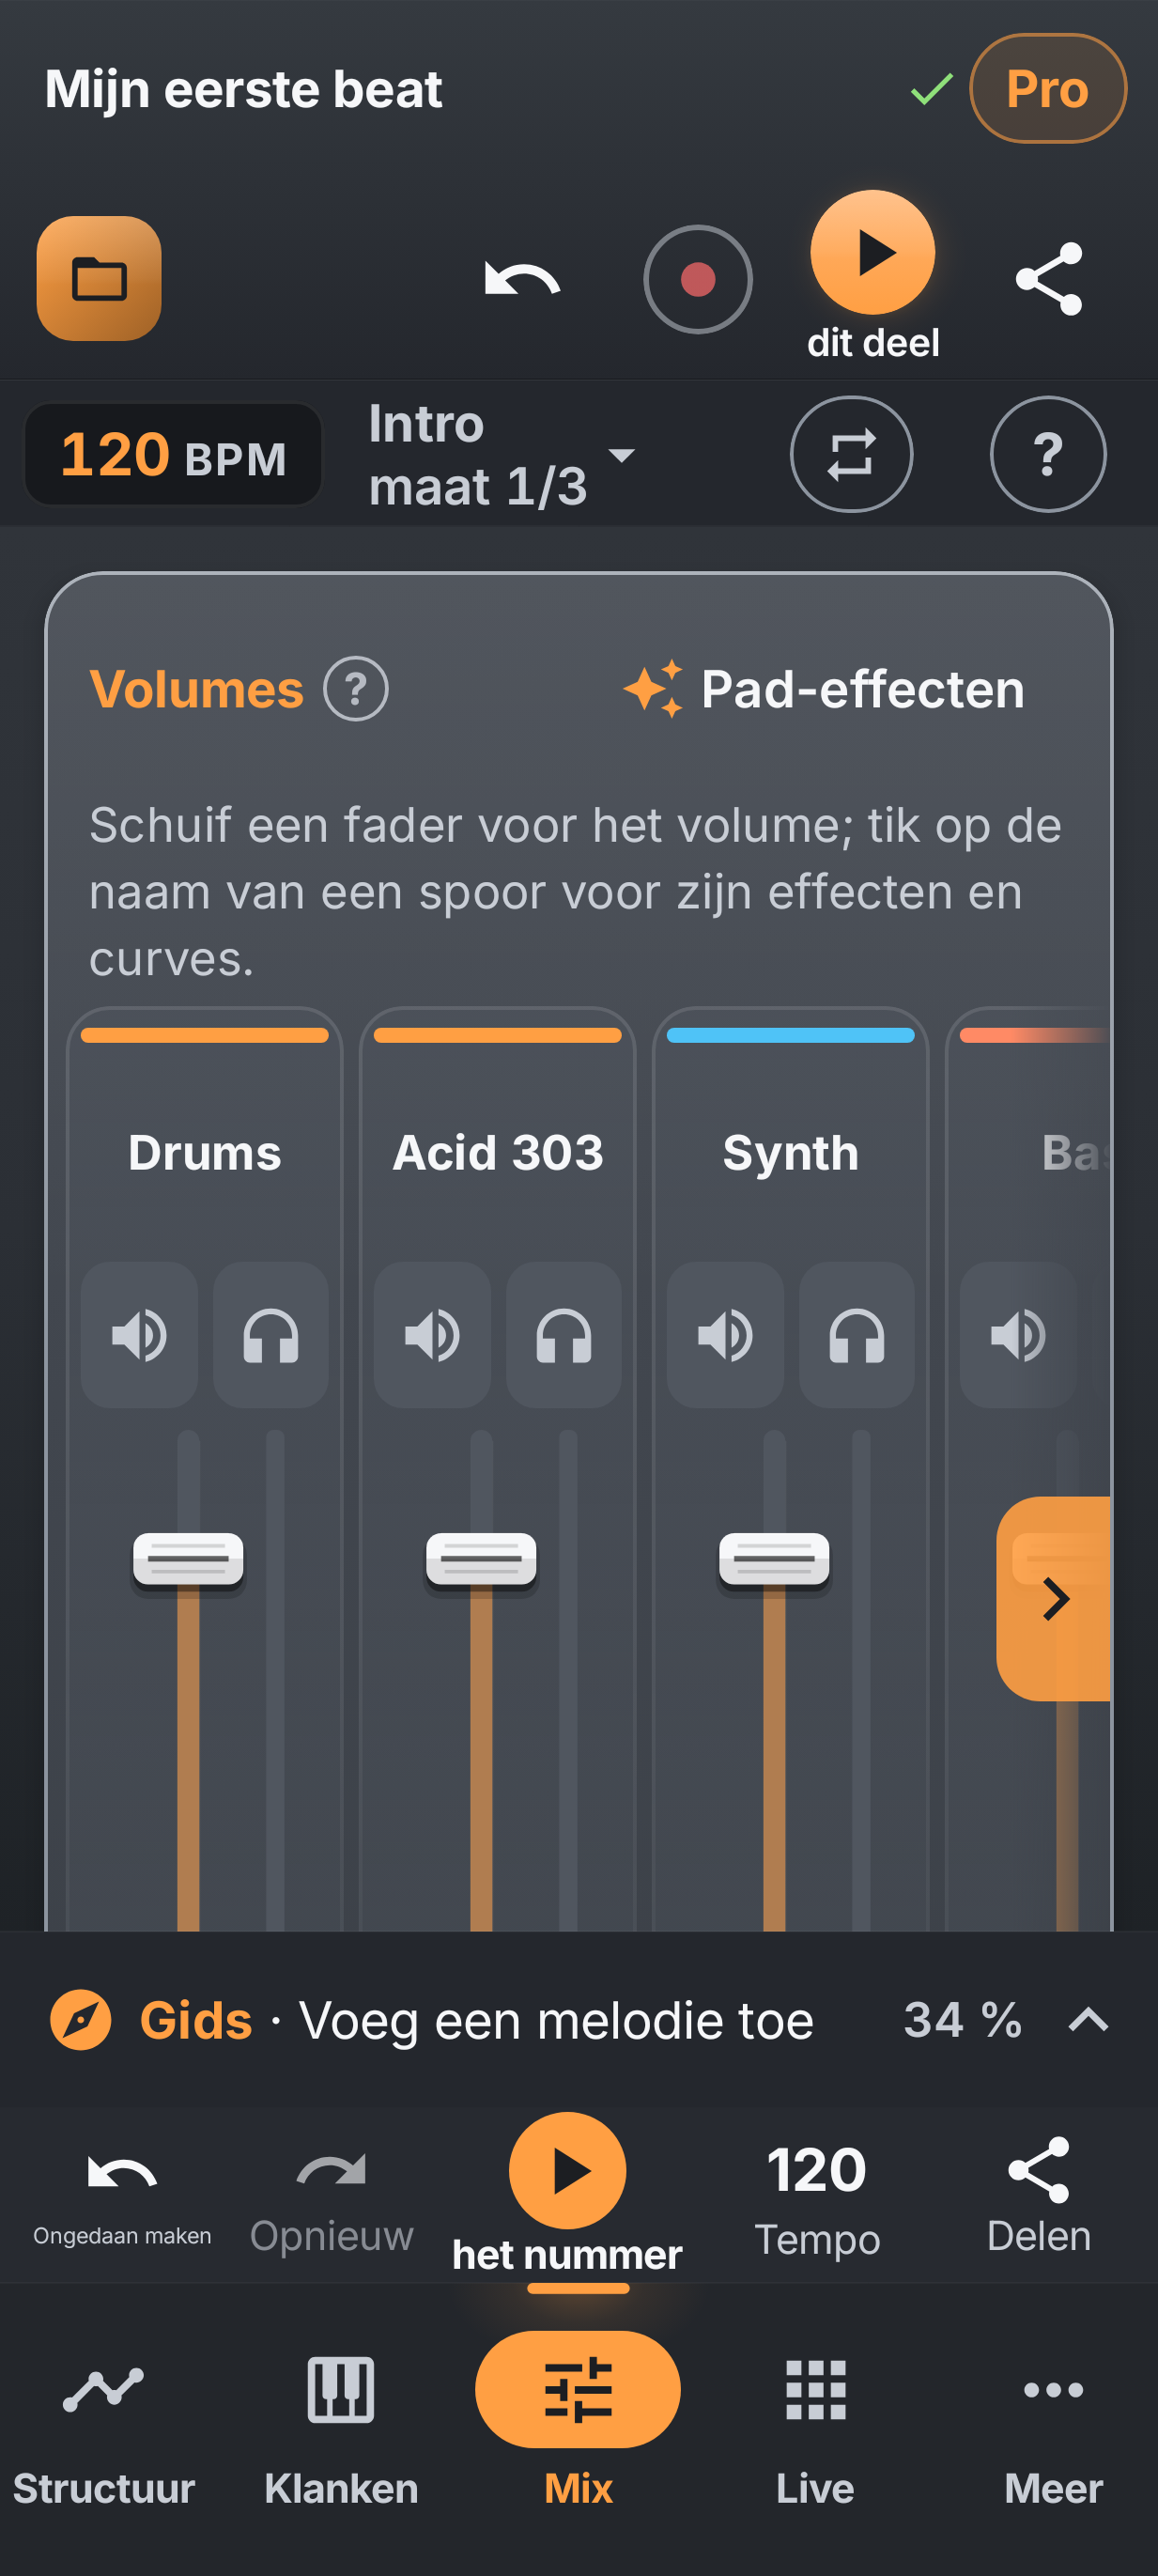 Mijn eerste beat
Pro
dit deel
120 BPM
Intro
maat 1/3
?
Volumes ?
Pad-effecten
Schuif een fader voor het volume; tik op de
naam van een spoor voor zijn effecten en
curves.
Drums
Acid 303
Synth
Gids · Voeg een melodie toe
34 %
Ongedaan maken
Opnieuw
het nummer
120
Tempo
Delen
Structuur
Klanken
Mix
Live
Meer